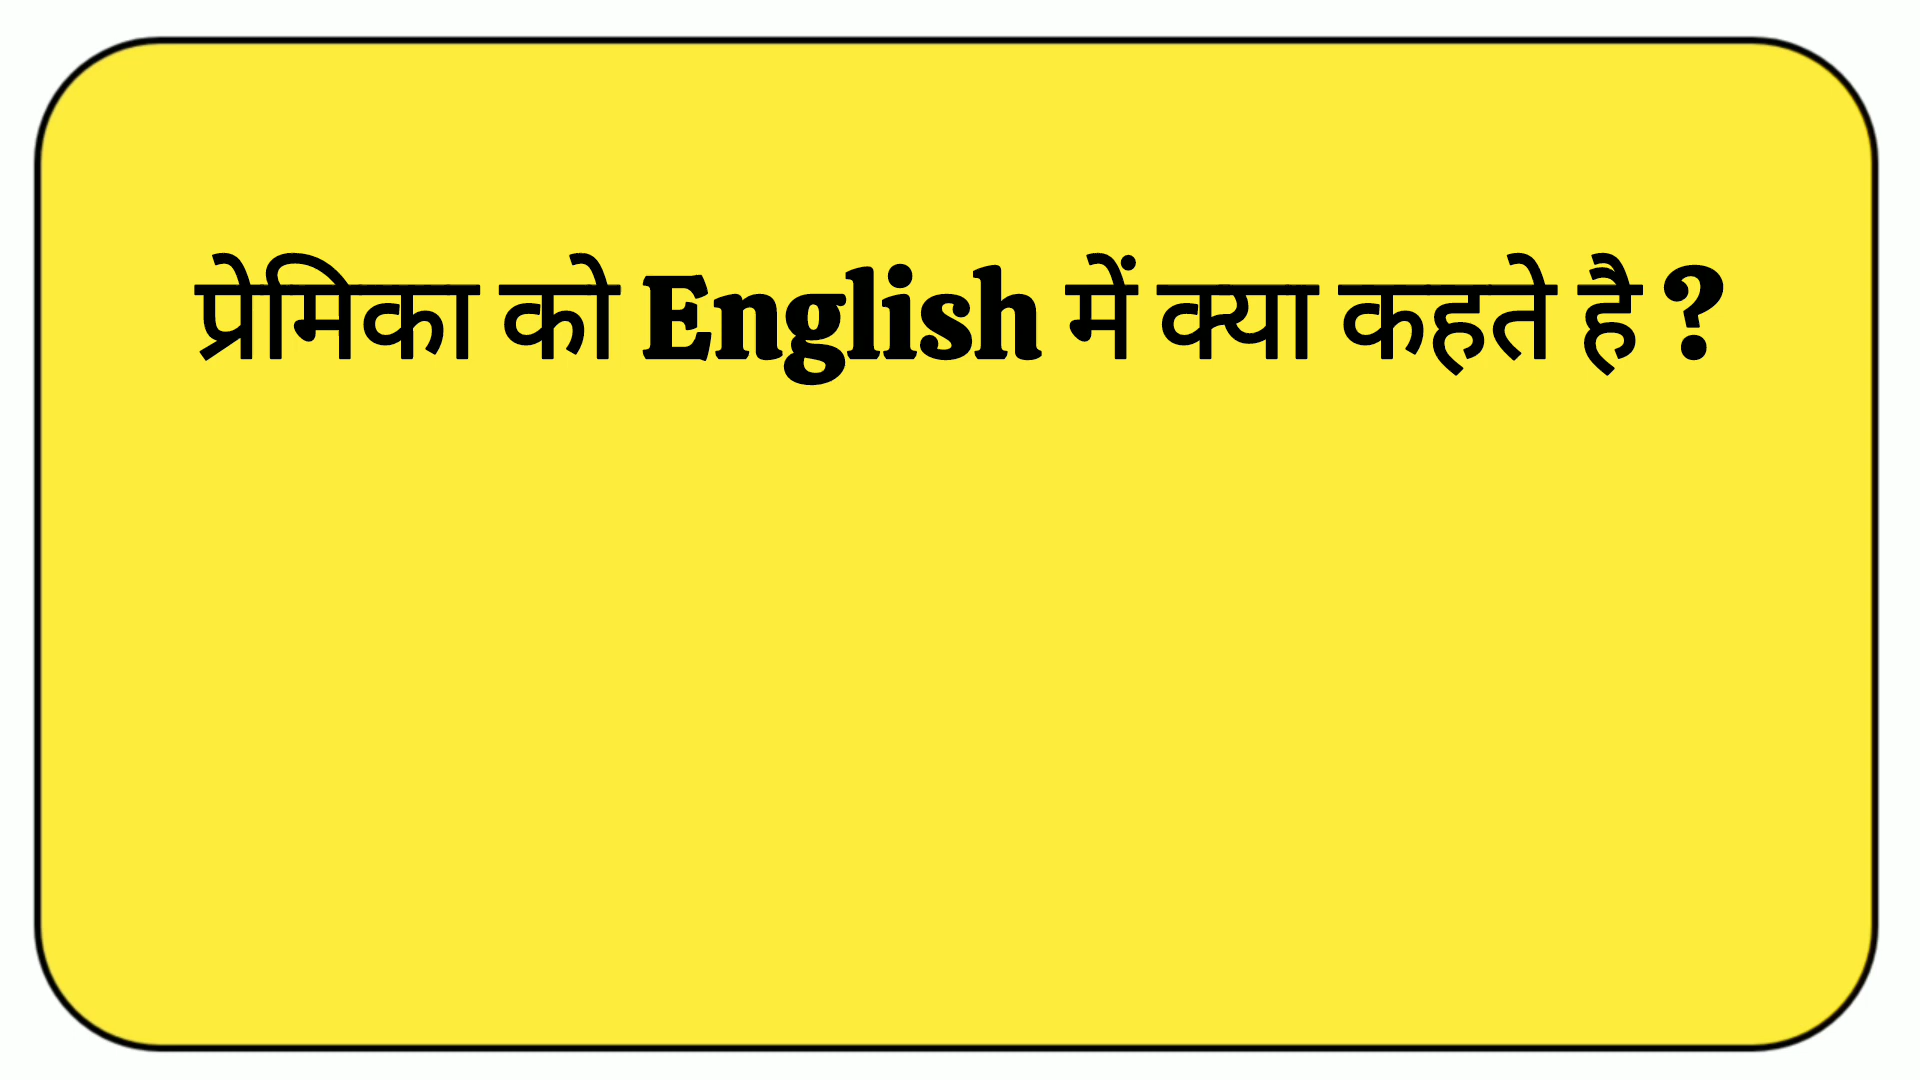 प्रेमिका को English में क्या कहते है ?